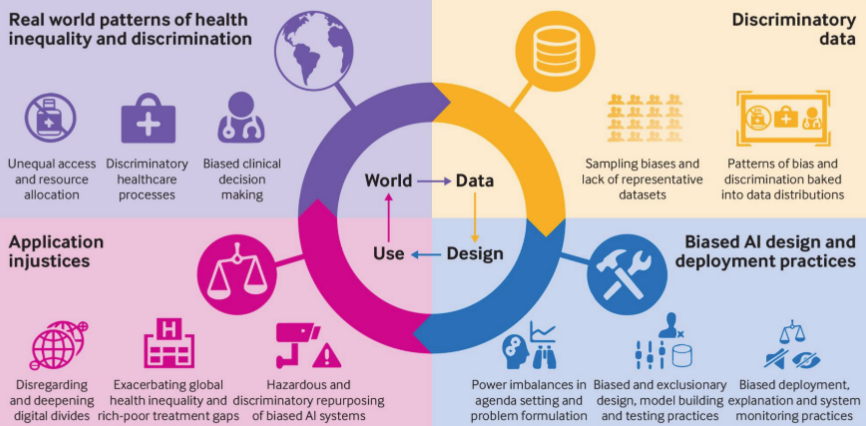 Real world patterns of health
inequality and discrimination
Unequal access
and resource
allocation
Discriminatory
healthcare
processes
Biased clinical
decision
making
Discriminatory
data
Sampling biases and
lack of representative
datasets
Patterns of bias and
discrimination baked
into data distributions
World
Data
Use
Design
Application
injustices
H
Disregarding
and deepening
digital divides
Exacerbating global
health inequality and
rich-poor treatment gaps
Hazardous and
discriminatory repurposing
of biased AI systems
Biased AI design and
deployment practices
Power imbalances in
agenda setting and
problem formulation
Biased and exclusionary
design, model building
and testing practices
Biased deployment,
explanation and system
monitoring practices